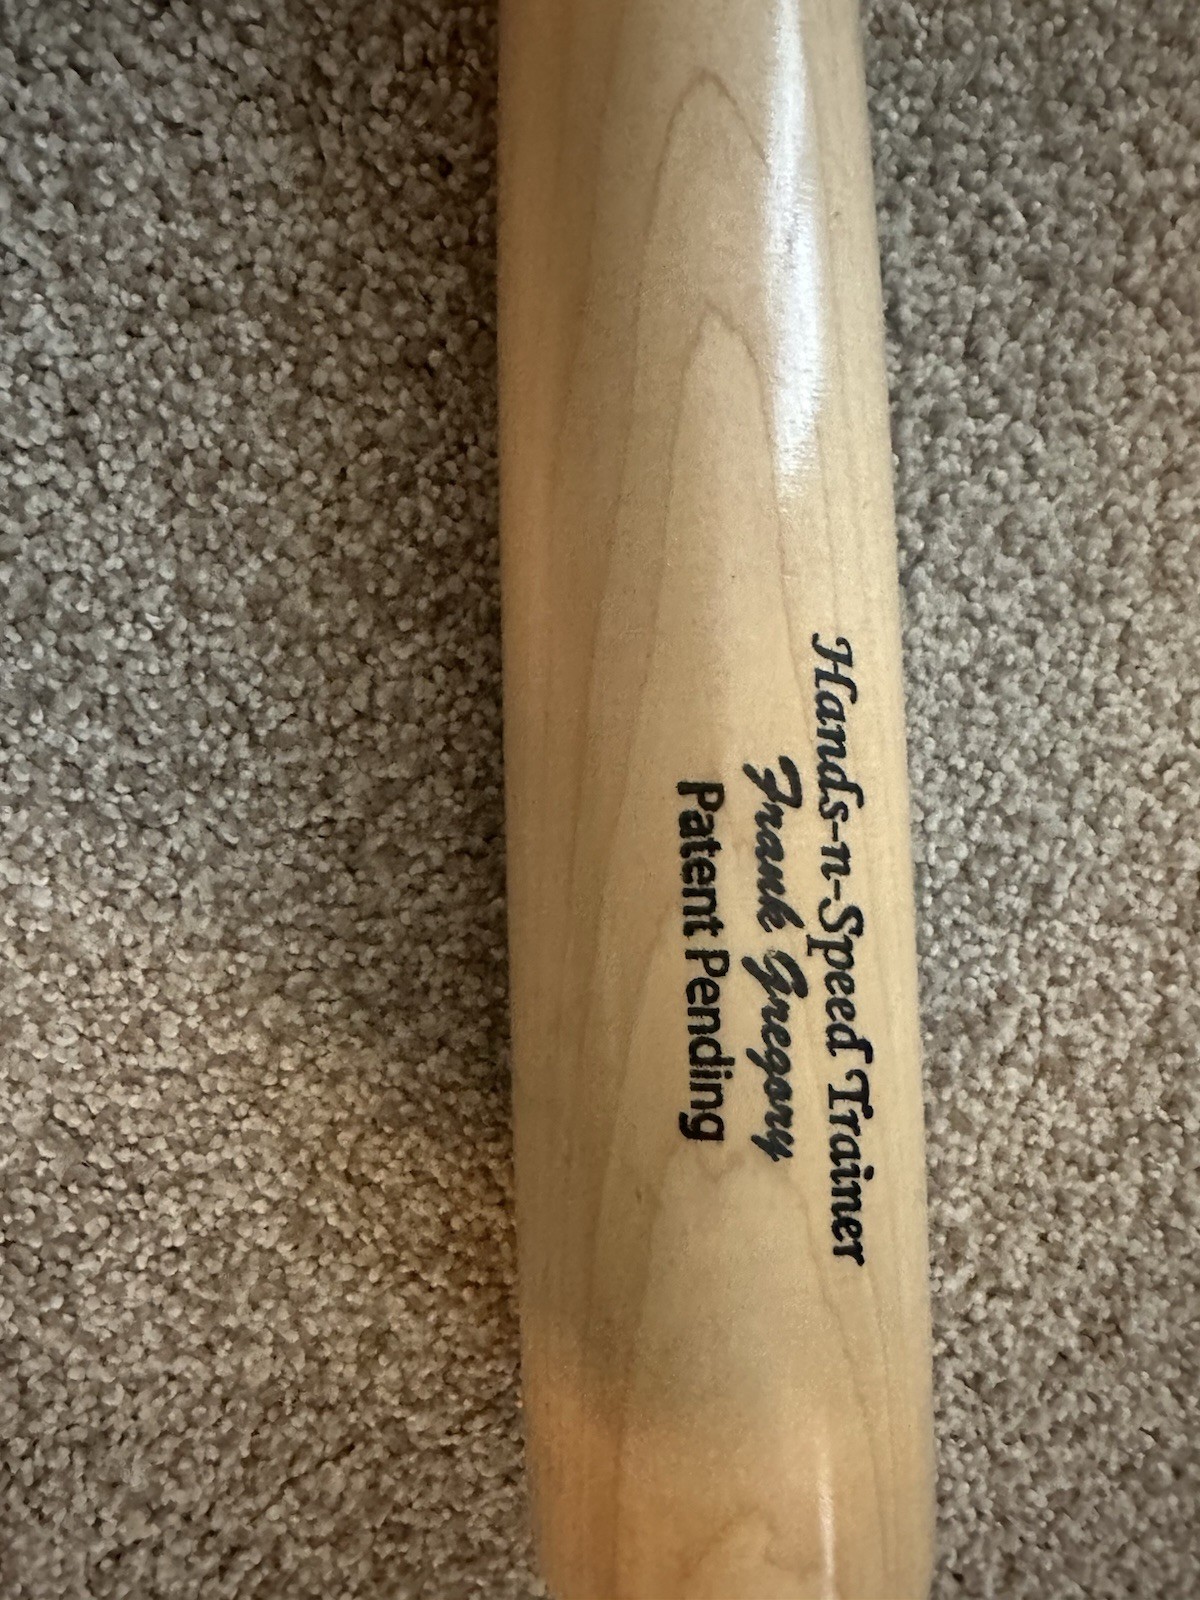 Hands-n-Speed Trainer
Frank Gregory
Patent Pending